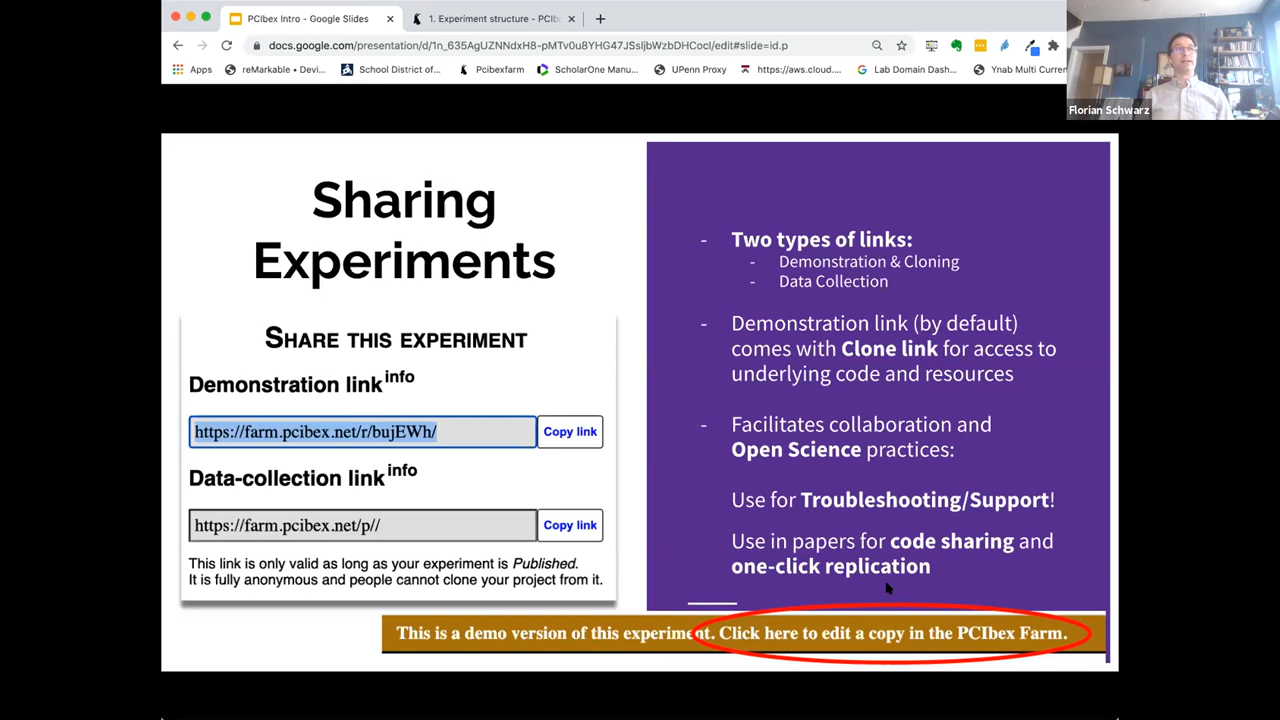 PCIbex Intro - Google Slides
1. Experiment structure - PCIb
docs.google.com/presentation/d/1n_635AgUZNNdxH8-pMTv0u8YHG47JSsljbWzbDHCocI/edit#slide=id.p
Apps
reMarkable • Devi...
School District of...
Pcibexfarm
ScholarOne Manu...
UPenn Proxy
https://aws.cloud....
Lab Domain Dash...
Ynab Multi Curren
Florian Schwarz
Sharing
Experiments
SHARE THIS EXPERIMENT
Demonstration link info
https://farm.pcibex.net/r/bujEWh/
Copy link
Data-collection link info
https://farm.pcibex.net/p//
Copy link
This link is only valid as long as your experiment is Published.
It is fully anonymous and people cannot clone your project from it.
- Two types of links:
- Demonstration & Cloning
- Data Collection
- Demonstration link (by default)
comes with Clone link for access to
underlying code and resources
- Facilitates collaboration and
Open Science practices:
Use for Troubleshooting/Support!
Use in papers for code sharing and
one-click replication
This is a demo version of this experiment. Click here to edit a copy in the PCIbex Farm.